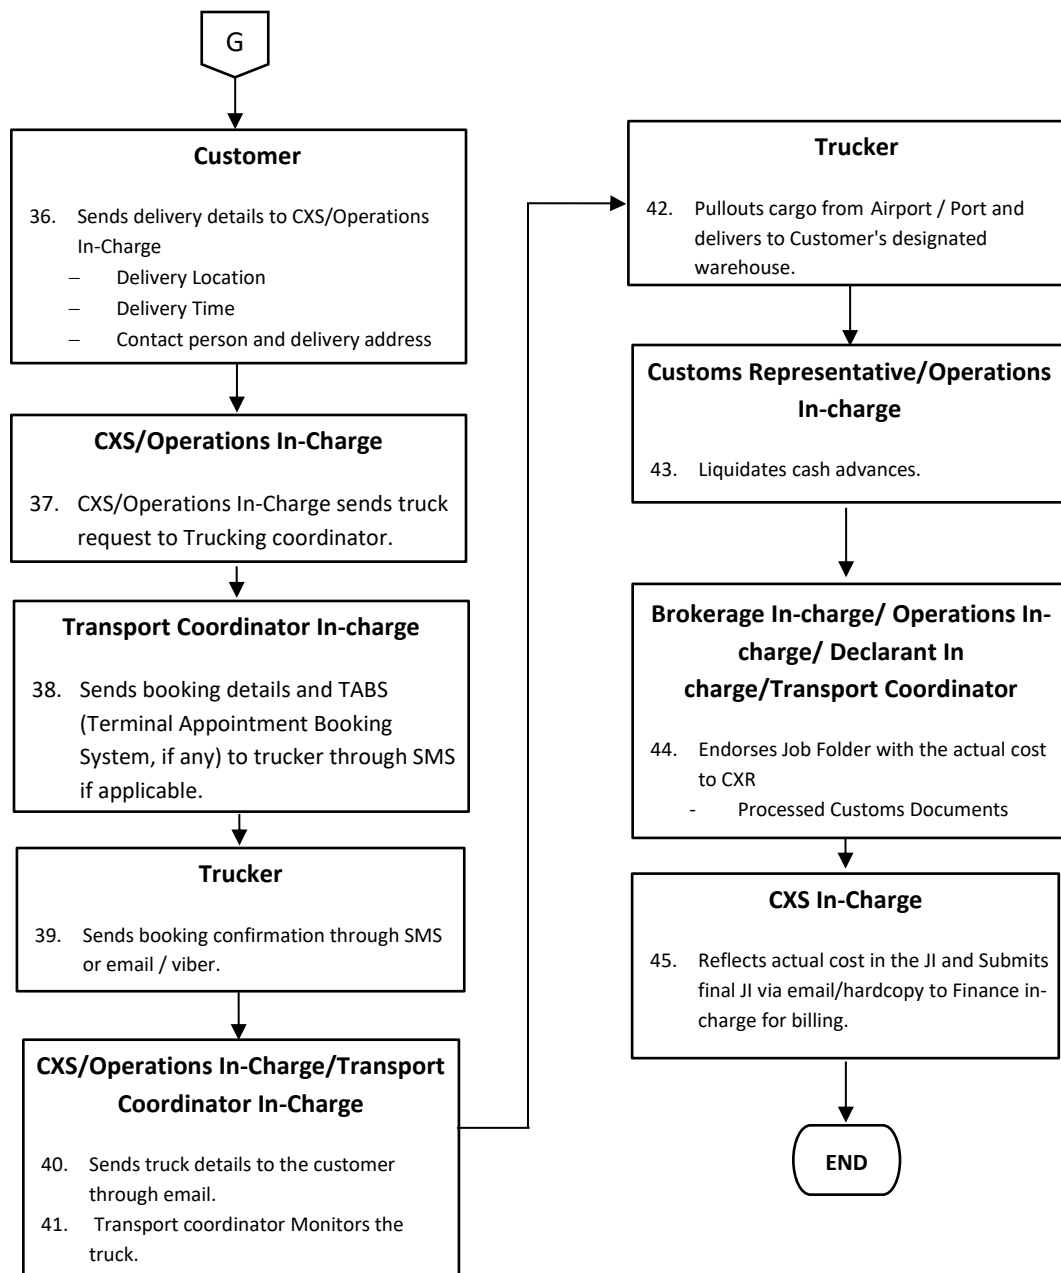 G
Customer
36. Sends delivery details to CXS/Operations
In-Charge
– Delivery Location
– Delivery Time
– Contact person and delivery address
CXS/Operations In-Charge
37. CXS/Operations In-Charge sends truck
request to Trucking coordinator.
Transport Coordinator In-charge
38. Sends booking details and TABS
(Terminal Appointment Booking
System, if any) to trucker through SMS
if applicable.
Trucker
39. Sends booking confirmation through SMS
or email / viber.
CXS/Operations In-Charge/Transport
Coordinator In-Charge
40. Sends truck details to the customer
through email.
41. Transport coordinator Monitors the
truck.
Trucker
42. Pullouts cargo from Airport / Port and
delivers to Customer's designated
warehouse.
Customs Representative/Operations
In-charge
43. Liquidates cash advances.
Brokerage In-charge/ Operations In-
charge/ Declarant In
charge/Transport Coordinator
44. Endorses Job Folder with the actual cost
to CXR
- Processed Customs Documents
CXS In-Charge
45. Reflects actual cost in the JI and Submits
final JI via email/hardcopy to Finance in-
charge for billing.
END